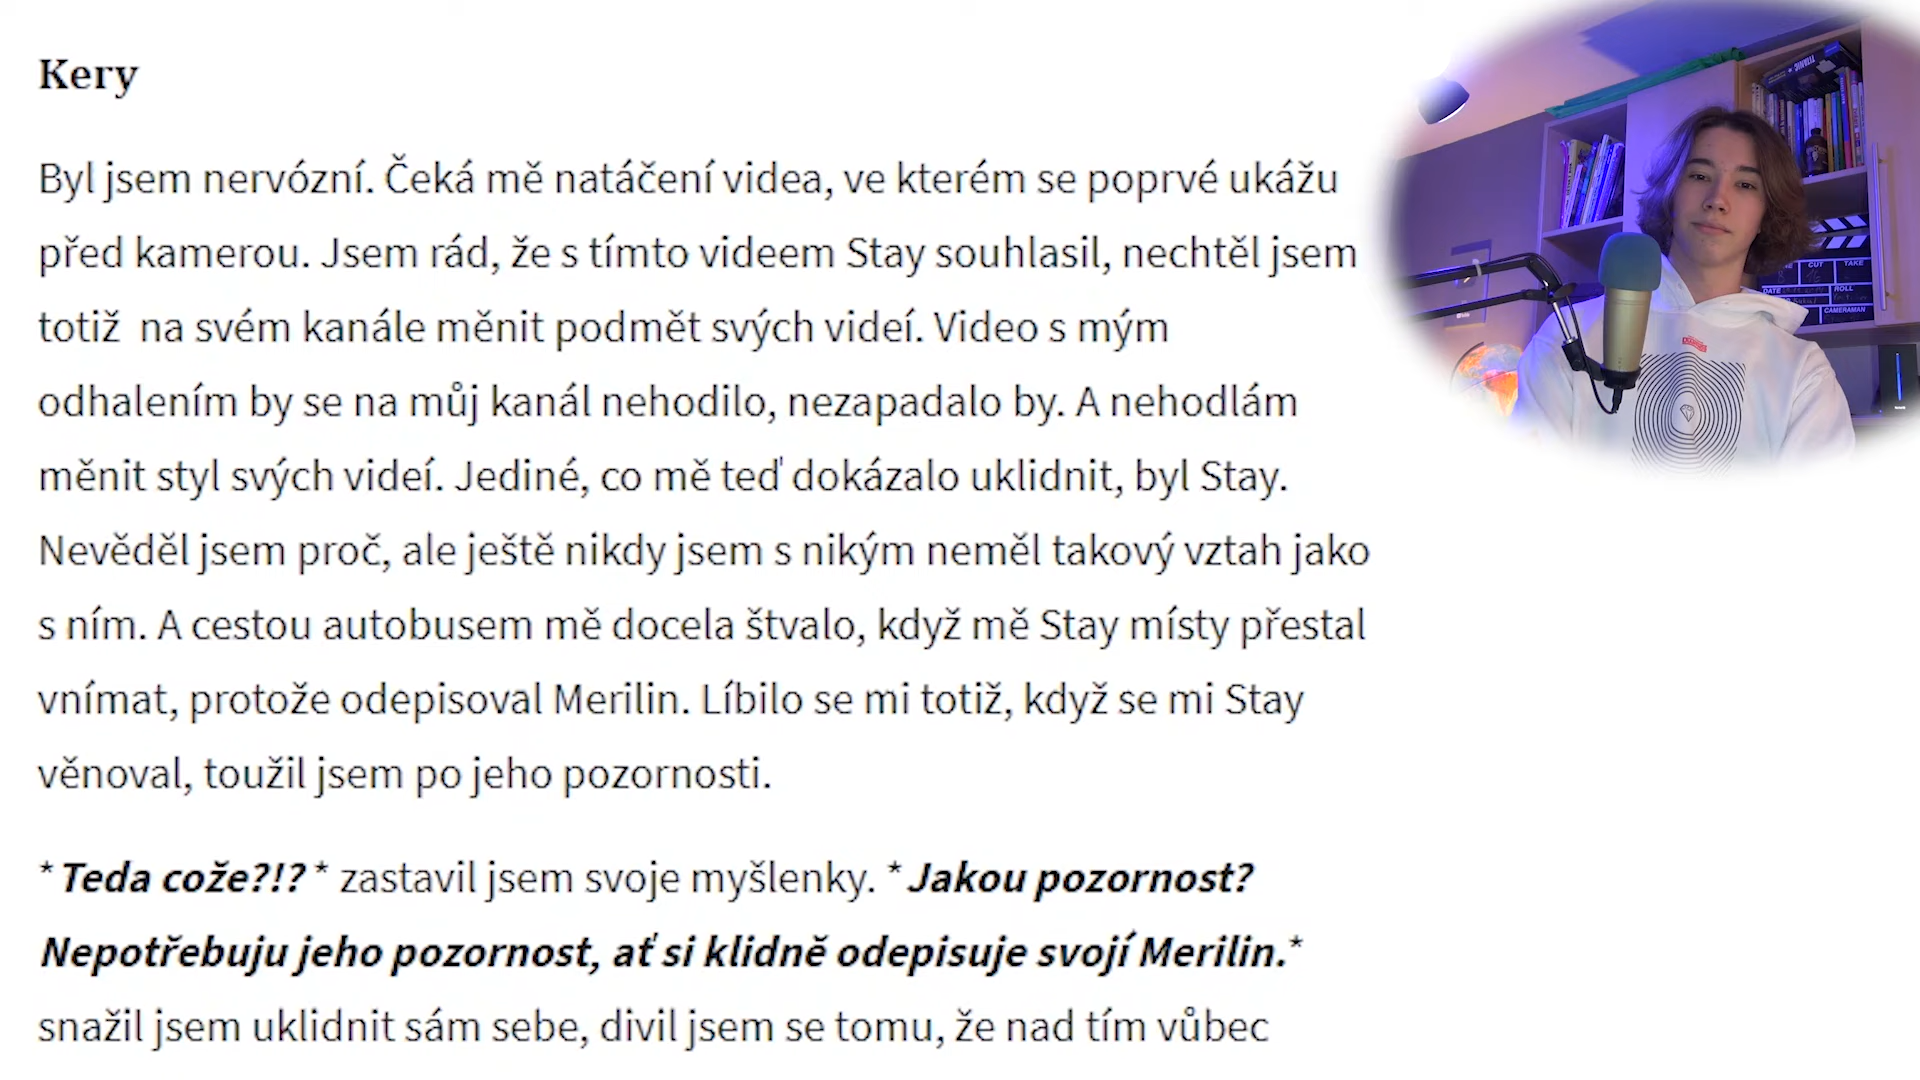 Kery
Byl jsem nervózní. Čeká mě natáčení videa, ve kterém se poprvé ukážu
před kamerou. Jsem rád, že s tímto videem Stay souhlasil, nechtěl jsem
totiž na svém kanále měnit podmět svých videí. Video s mým
odhalením by se na můj kanál nehodilo, nezapadalo by. A nehodlám
měnit styl svých videí. Jediné, co mě teď dokázalo uklidnit, byl Stay.
Nevěděl jsem proč, ale ještě nikdy jsem s nikým neměl takový vztah jako
s ním. A cestou autobusem mě docela štvalo, když mě Stay místy přestal
vnímat, protože odepisoval Merilin. Líbilo se mi totiž, když se mi Stay
věnoval, toužil jsem po jeho pozornosti.
*Teda cože?!?* zastavil jsem svoje myšlenky. *Jakou pozornost?
Nepotřebuju jeho pozornost, ať si klidně odepisuje svojí Merilin.*
snažil jsem uklidnit sám sebe, divil jsem se tomu, že nad tím vůbec
TITANIC
CUT TAKE
DATE ROLL
CAMERAMAN